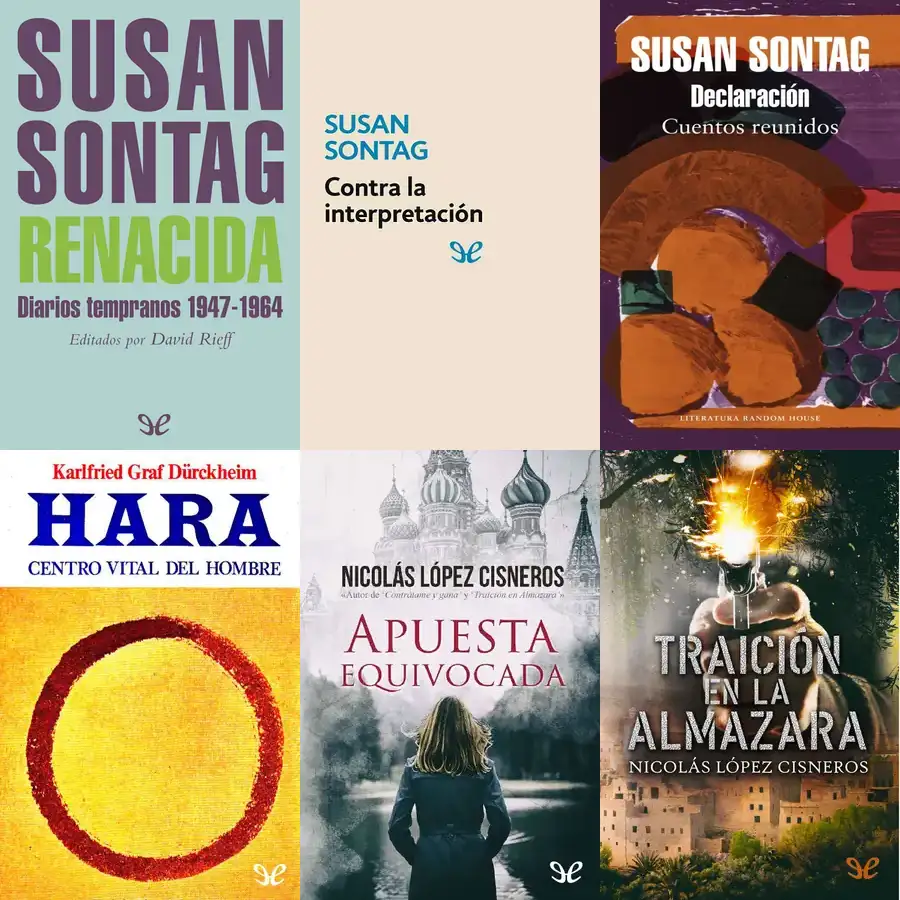 SUSAN
SONTAG
RENACIDA
Diarios tempranos 1947-1964
Editados por David Rieff
SUSAN
SONTAG
Contra la
interpretación
SUSAN SONTAG
Declaración
Cuentos reunidos
LITERATURA RANDOM HOUSE
Karlfried Graf Dürckheim
HARA
CENTRO VITAL DEL HOMBRE
NICOLÁS LÓPEZ CISNEROS
«Autor de 'Contrátame y gana' y 'Traición en Almazara'»
APUESTA
EQUIVOCADA
TRAICIÓN
EN LA
ALMAZARA
NICOLÁS LÓPEZ CISNEROS